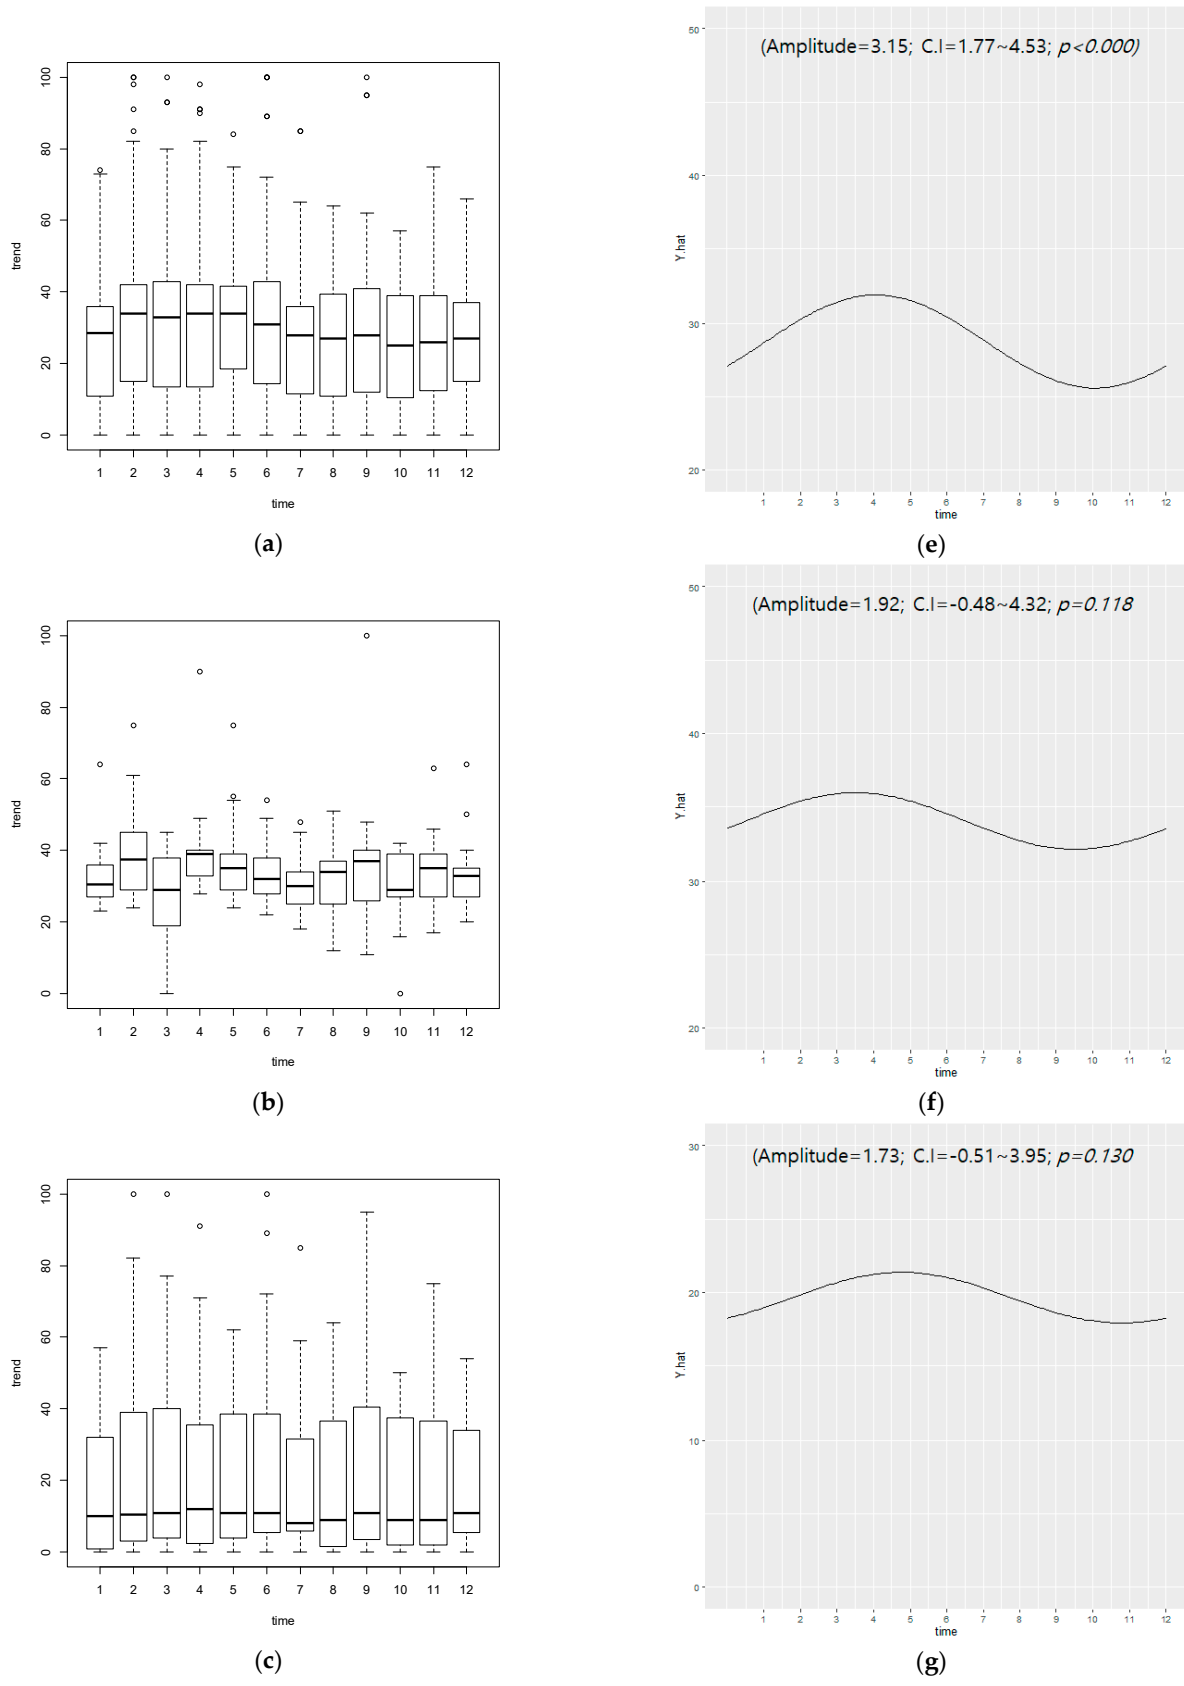 100
80
60
40
20
0
trend
1 2 3 4 5 6 7 8 9 10 11 12
time
(a)
(Amplitude=3.15; C.I=1.77~4.53; p<0.000)
50
40
30
20
Y.hat
1 2 3 4 5 6 7 8 9 10 11 12
time
(e)
100
80
60
40
20
0
trend
1 2 3 4 5 6 7 8 9 10 11 12
time
(b)
(Amplitude=1.92; C.I=-0.48~4.32; p=0.118
50
40
30
20
Y.hat
1 2 3 4 5 6 7 8 9 10 11 12
time
(f)
100
80
60
40
20
0
trend
1 2 3 4 5 6 7 8 9 10 11 12
time
(c)
(Amplitude=1.73; C.I=-0.51~3.95; p=0.130
30
20
10
0
Y.hat
1 2 3 4 5 6 7 8 9 10 11 12
time
(g)